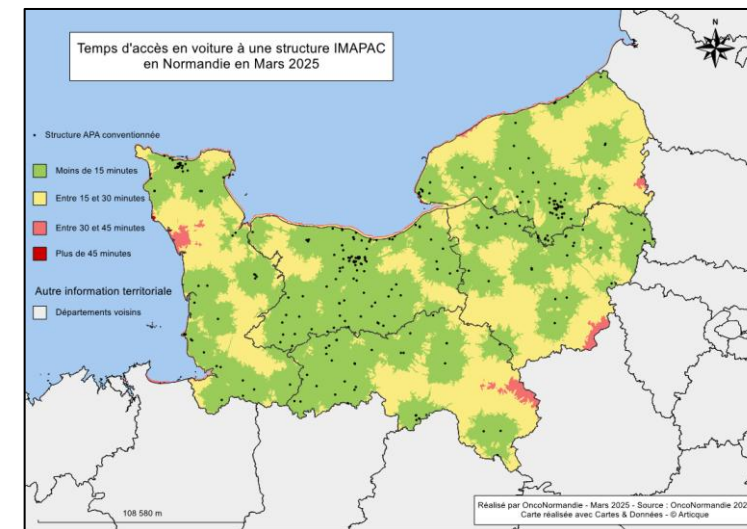 Temps d'accès en voiture à une structure IMAPAC
en Normandie en Mars 2025
N
Structure APA conventionnée
Moins de 15 minutes
Entre 15 et 30 minutes
Entre 30 et 45 minutes
Plus de 45 minutes
Autre information territoriale
Départements voisins
108 580 m
Réalisé par OncoNormandie - Mars 2025 - Source : OncoNormandie 202
Carte réalisée avec Cartes & Données - © Articque